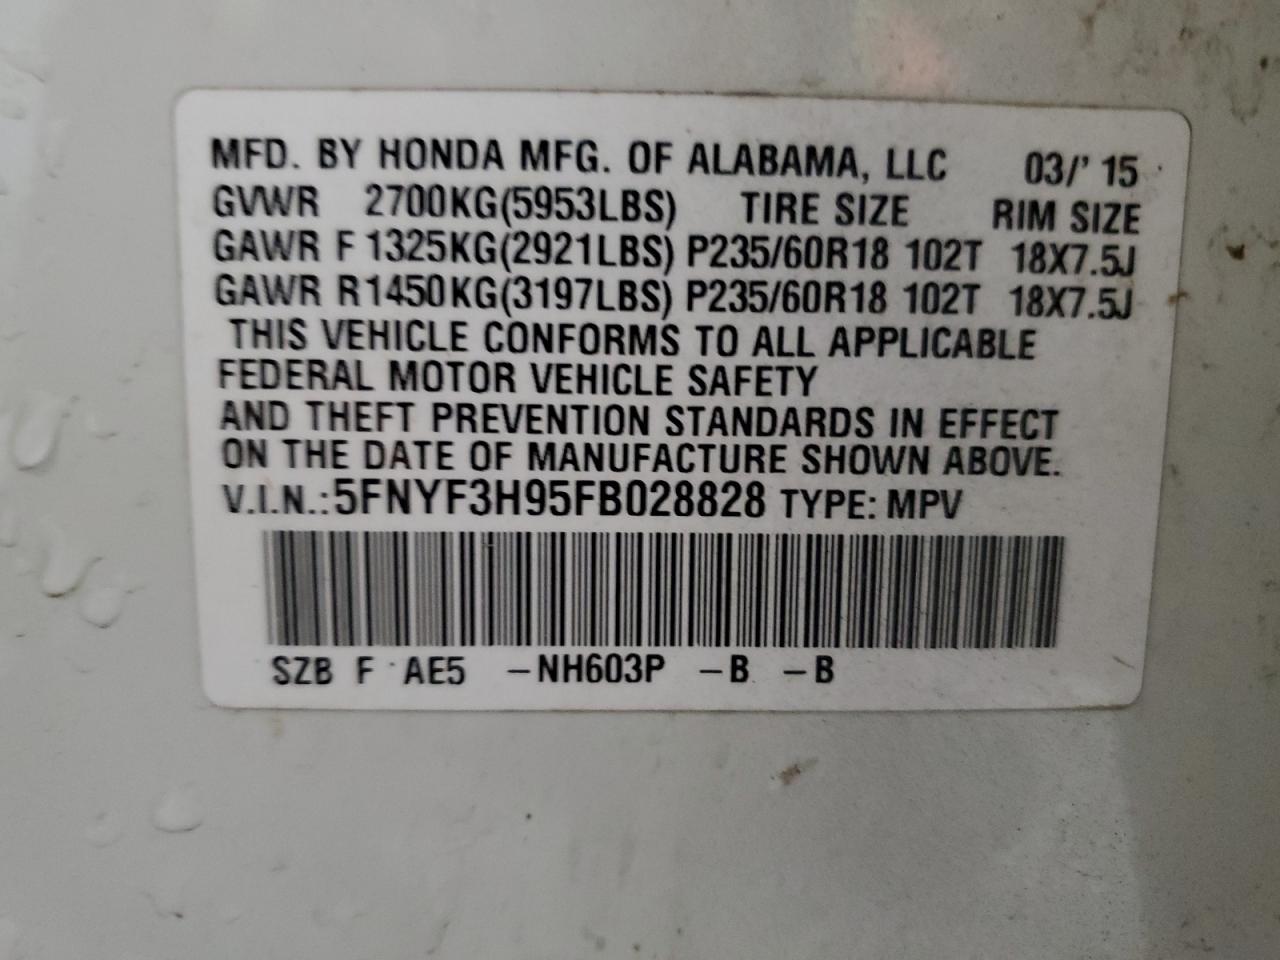 MFD. BY HONDA MFG. OF ALABAMA, LLC 03/' 15
GVWR 2700KG(5953LBS) TIRE SIZE RIM SIZE
GAWR F 1325KG(2921LBS) P235/60R18 102T 18X7.5J
GAWR R1450KG(3197LBS) P235/60R18 102T 18X7.5J
THIS VEHICLE CONFORMS TO ALL APPLICABLE
FEDERAL MOTOR VEHICLE SAFETY
AND THEFT PREVENTION STANDARDS IN EFFECT
ON THE DATE OF MANUFACTURE SHOWN ABOVE.
V.I.N.:5FNYF3H95FB028828 TYPE: MPV
SZB F AE5 –NH603P –B –B